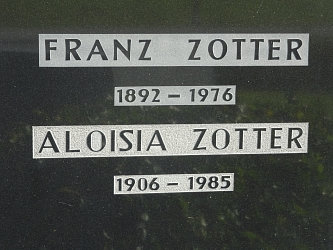 FRANZ ZOTTER
1892 – 1976
ALOISIA ZOTTER
1906 – 1985